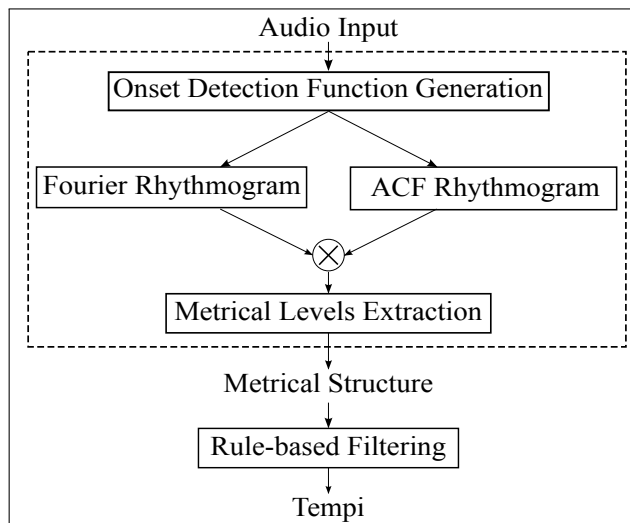 Audio Input
Onset Detection Function Generation
Fourier Rhythmogram
ACF Rhythmogram
Metrical Levels Extraction
Metrical Structure
Rule-based Filtering
Tempi